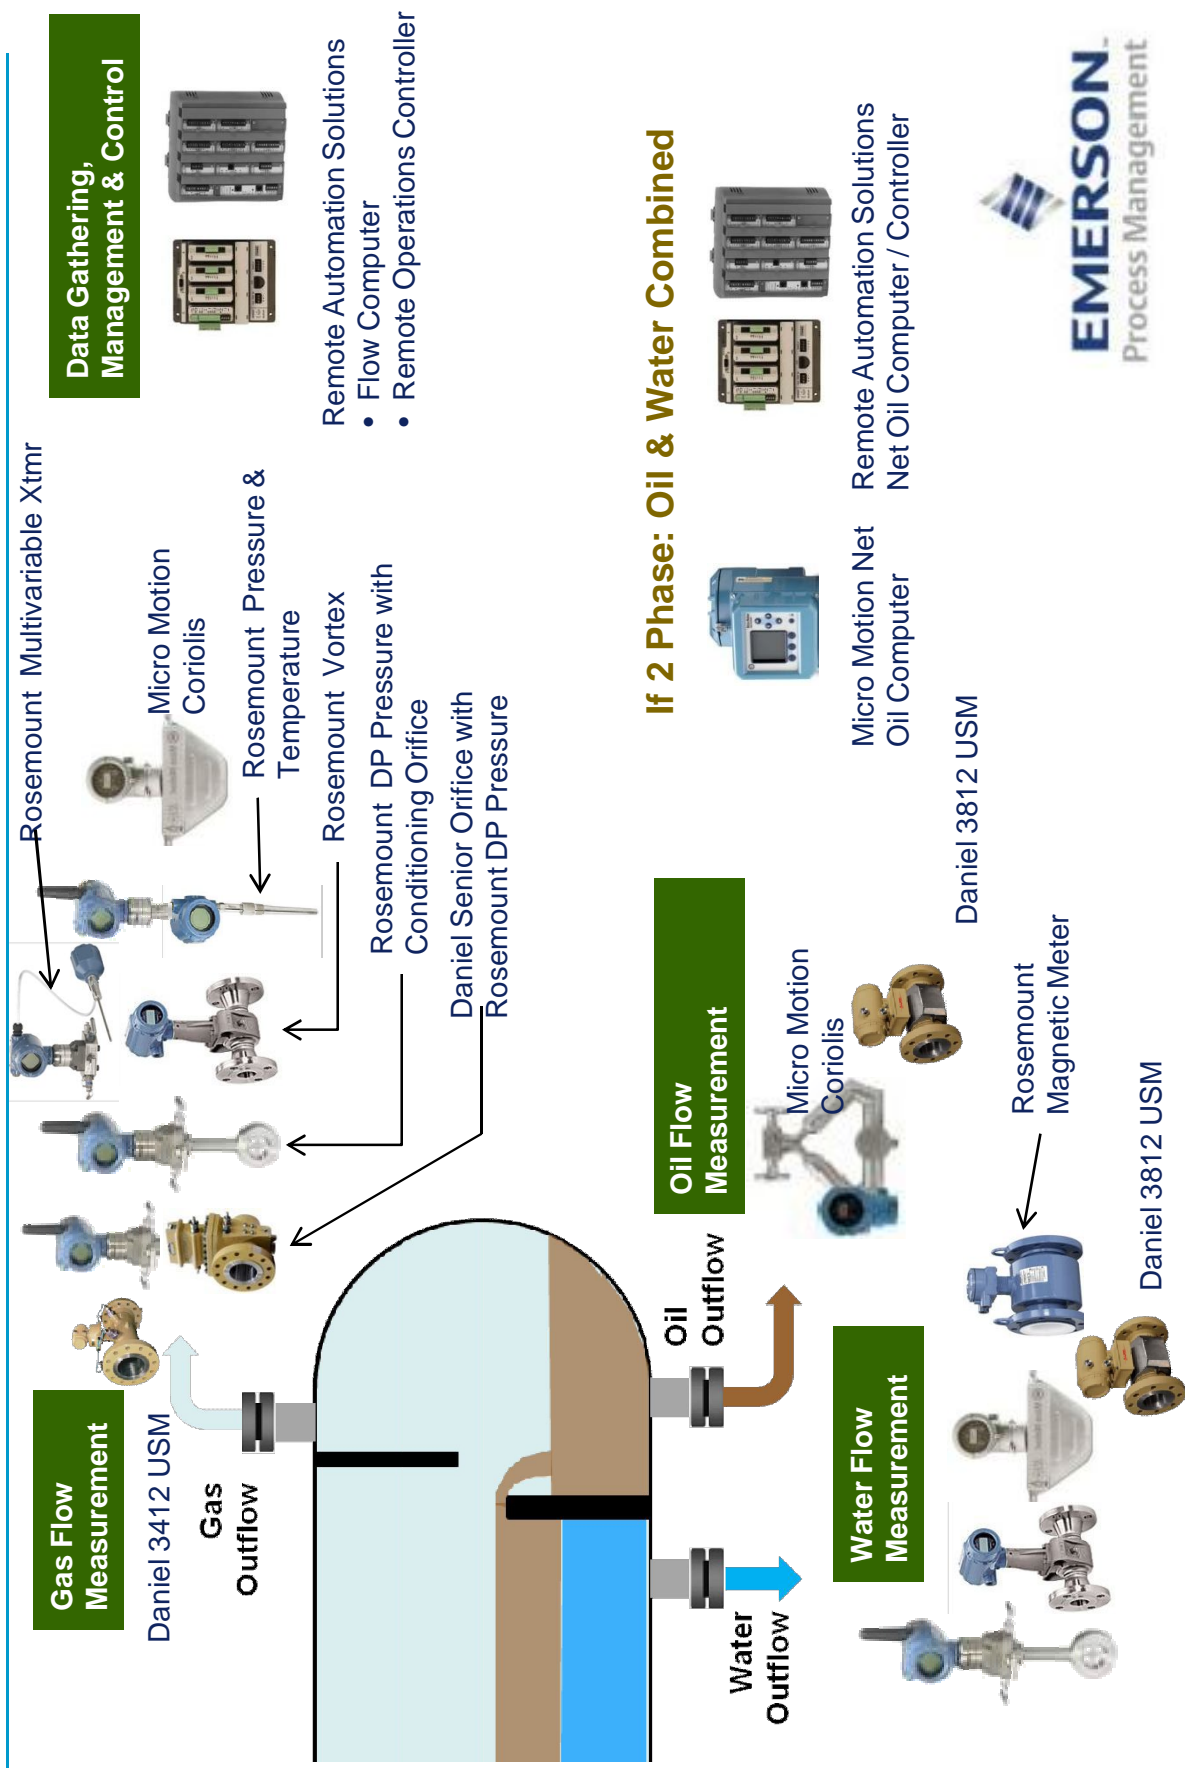 Gas Flow
Measurement
Daniel 3412 USM
Gas
Outflow
Rosemount Multivariable Xtmr
Micro Motion
Coriolis
Rosemount Pressure &
Temperature
Rosemount Vortex
Rosemount DP Pressure with
Conditioning Orifice
Daniel Senior Orifice with
Rosemount DP Pressure
Data Gathering,
Management & Control
Remote Automation Solutions
• Flow Computer
• Remote Operations Controller
Oil
Outflow
Oil Flow
Measurement
Micro Motion
Coriolis
Daniel 3812 USM
If 2 Phase: Oil & Water Combined
Micro Motion Net
Oil Computer
Remote Automation Solutions
Net Oil Computer / Controller
Water
Outflow
Water Flow
Measurement
Rosemount
Magnetic Meter
Daniel 3812 USM
EMERSON
Process Management